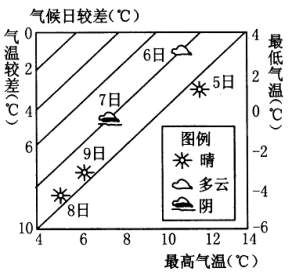 气候日较差(℃)
0 2 4 6 10
气温较差(℃)
4 2 0 -2 -4 -6
最低气温(℃)
6日
5日
7日
9日
8日
图例
晴
多云
阴
4 6 8 10 12 14
最高气温(℃)